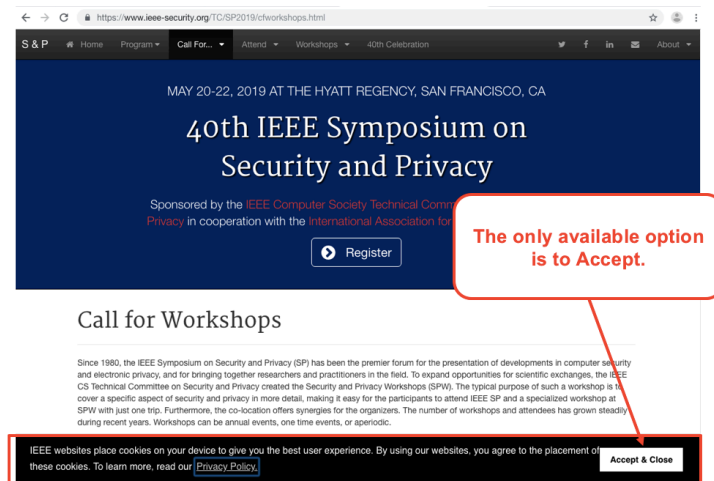 https://www.ieee-security.org/TC/SP2019/cfworkshops.html
S & P Home Program Call For... Attend Workshops 40th Celebration f in About
MAY 20-22, 2019 AT THE HYATT REGENCY, SAN FRANCISCO, CA
40th IEEE Symposium on
Security and Privacy
Sponsored by the IEEE Computer Society Technical
Privacy in cooperation with the International Association for
Register
The only available option
is to Accept.
Call for Workshops
Since 1980, the IEEE Symposium on Security and Privacy (SP) has been the premier forum for the presentation of developments in computer security
and electronic privacy, and for bringing together researchers and practitioners in the field. To expand opportunities for scientific exchanges, the IEEE
CS Technical Committee on Security and Privacy created the Security and Privacy Workshops (SPW). The typical purpose of such a workshop is to
cover a specific aspect of security and privacy in more detail, making it easy for the participants to attend IEEE SP and a specialized workshop at
SPW with just one trip. Furthermore, the co-location offers synergies for the organizers. The number of workshops and attendees has grown steadily
during recent years. Workshops can be annual events, one time events, or aperiodic.
IEEE websites place cookies on your device to give you the best user experience. By using our websites, you agree to the placement of
these cookies. To learn more, read our Privacy Policy.
Accept & Close